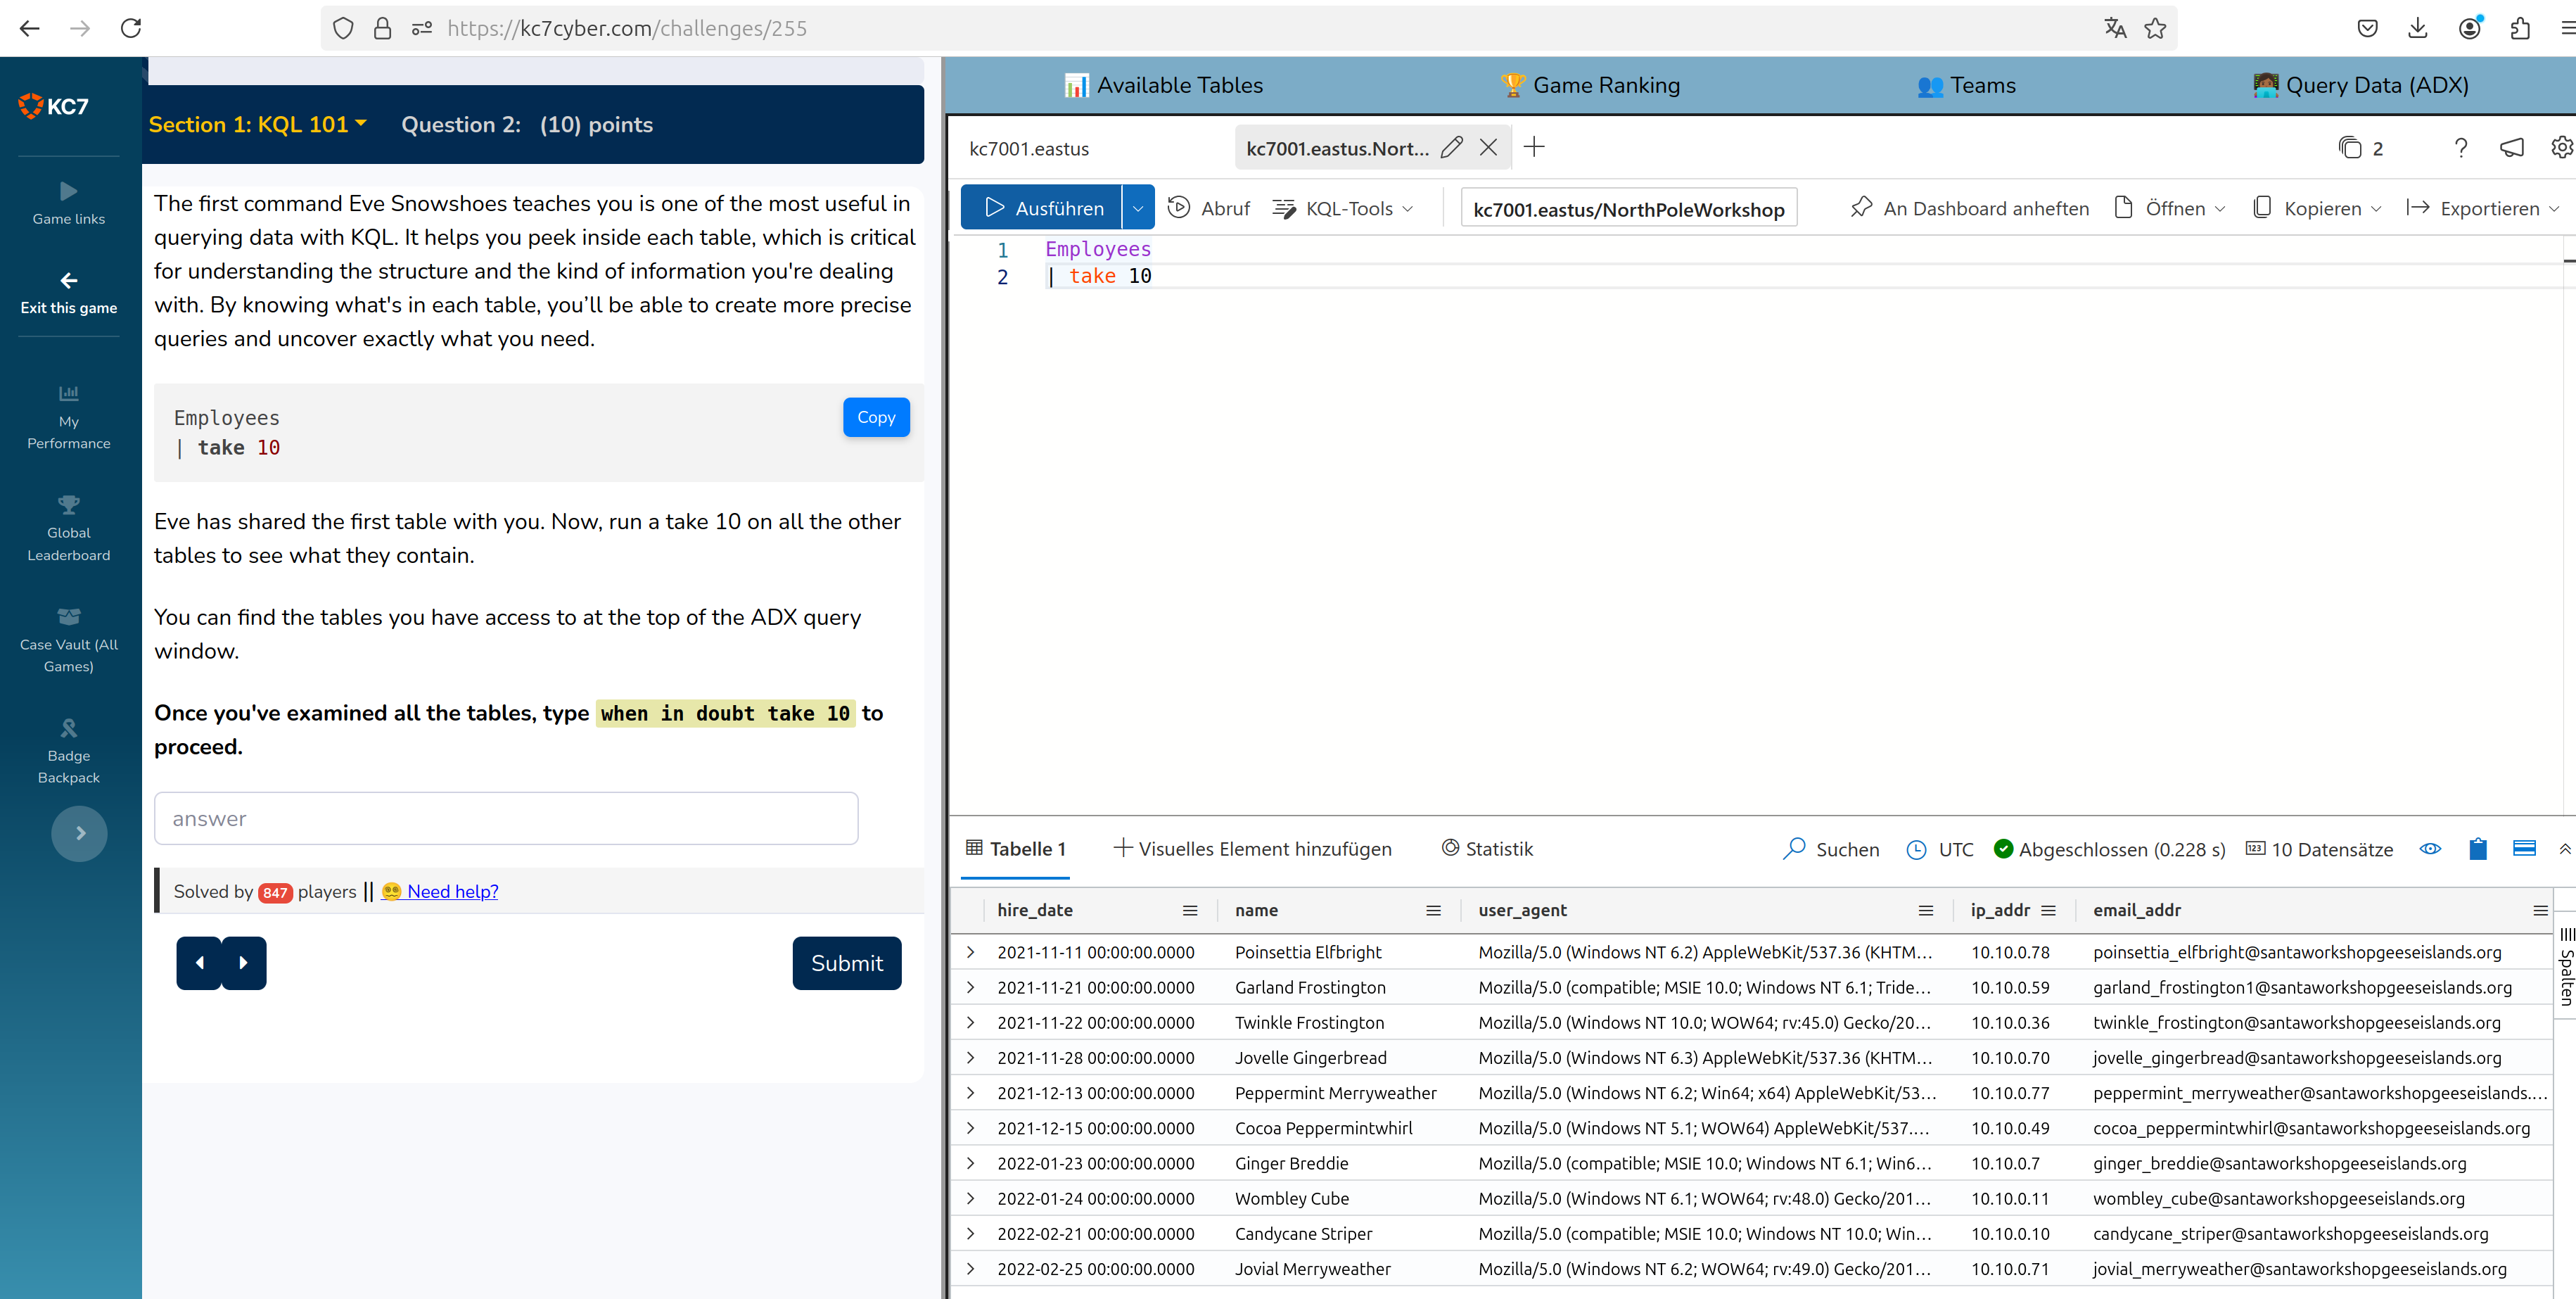 https://kc7cyber.com/challenges/255
KC7
Game links
Exit this game
My
Performance
Global
Leaderboard
Case Vault (All
Games)
Badge
Backpack
Section 1: KQL 101 Question 2: (10) points
The first command Eve Snowshoes teaches you is one of the most useful in
querying data with KQL. It helps you peek inside each table, which is critical
for understanding the structure and the kind of information you're dealing
with. By knowing what's in each table, you’ll be able to create more precise
queries and uncover exactly what you need.
Employees
| take 10
Copy
Eve has shared the first table with you. Now, run a take 10 on all the other
tables to see what they contain.
You can find the tables you have access to at the top of the ADX query
window.
Once you've examined all the tables, type when in doubt take 10 to
proceed.
answer
Solved by 847 players || Need help?
Submit
Available Tables Game Ranking Teams Query Data (ADX)
kc7001.eastus kc7001.eastus.Nort... 2
Ausführen Abruf KQL-Tools kc7001.eastus/NorthPoleWorkshop An Dashboard anheften Öffnen Kopieren Exportieren
1 Employees
2 | take 10
Tabelle 1 Visuelles Element hinzufügen Statistik Suchen UTC Abgeschlossen (0.228 s) 123 10 Datensätze
hire_date name user_agent ip_addr email_addr
2021-11-11 00:00:00.0000 Poinsettia Elfbright Mozilla/5.0 (Windows NT 6.2) AppleWebKit/537.36 (KHTM... 10.10.0.78 poinsettia_elfbright@santaworkshopgeeseislands.org
2021-11-21 00:00:00.0000 Garland Frostington Mozilla/5.0 (compatible; MSIE 10.0; Windows NT 6.1; Tride... 10.10.0.59 garland_frostington1@santaworkshopgeeseislands.org
2021-11-22 00:00:00.0000 Twinkle Frostington Mozilla/5.0 (Windows NT 10.0; WOW64; rv:45.0) Gecko/20... 10.10.0.36 twinkle_frostington@santaworkshopgeeseislands.org
2021-11-28 00:00:00.0000 Jovelle Gingerbread Mozilla/5.0 (Windows NT 6.3) AppleWebKit/537.36 (KHTM... 10.10.0.70 jovelle_gingerbread@santaworkshopgeeseislands.org
2021-12-13 00:00:00.0000 Peppermint Merryweather Mozilla/5.0 (Windows NT 6.2; Win64; x64) AppleWebKit/53... 10.10.0.77 peppermint_merryweather@santaworkshopgeeseislands....
2021-12-15 00:00:00.0000 Cocoa Peppermintwhirl Mozilla/5.0 (Windows NT 5.1; WOW64) AppleWebKit/537.... 10.10.0.49 cocoa_peppermintwhirl@santaworkshopgeeseislands.org
2022-01-23 00:00:00.0000 Ginger Breddie Mozilla/5.0 (compatible; MSIE 10.0; Windows NT 6.1; Win6... 10.10.0.7 ginger_breddie@santaworkshopgeeseislands.org
2022-01-24 00:00:00.0000 Wombley Cube Mozilla/5.0 (Windows NT 6.1; WOW64; rv:48.0) Gecko/201... 10.10.0.11 wombley_cube@santaworkshopgeeseislands.org
2022-02-21 00:00:00.0000 Candycane Striper Mozilla/5.0 (compatible; MSIE 10.0; Windows NT 10.0; Win... 10.10.0.10 candycane_striper@santaworkshopgeeseislands.org
2022-02-25 00:00:00.0000 Jovial Merryweather Mozilla/5.0 (Windows NT 6.2; WOW64; rv:49.0) Gecko/201... 10.10.0.71 jovial_merryweather@santaworkshopgeeseislands.org
Spalten